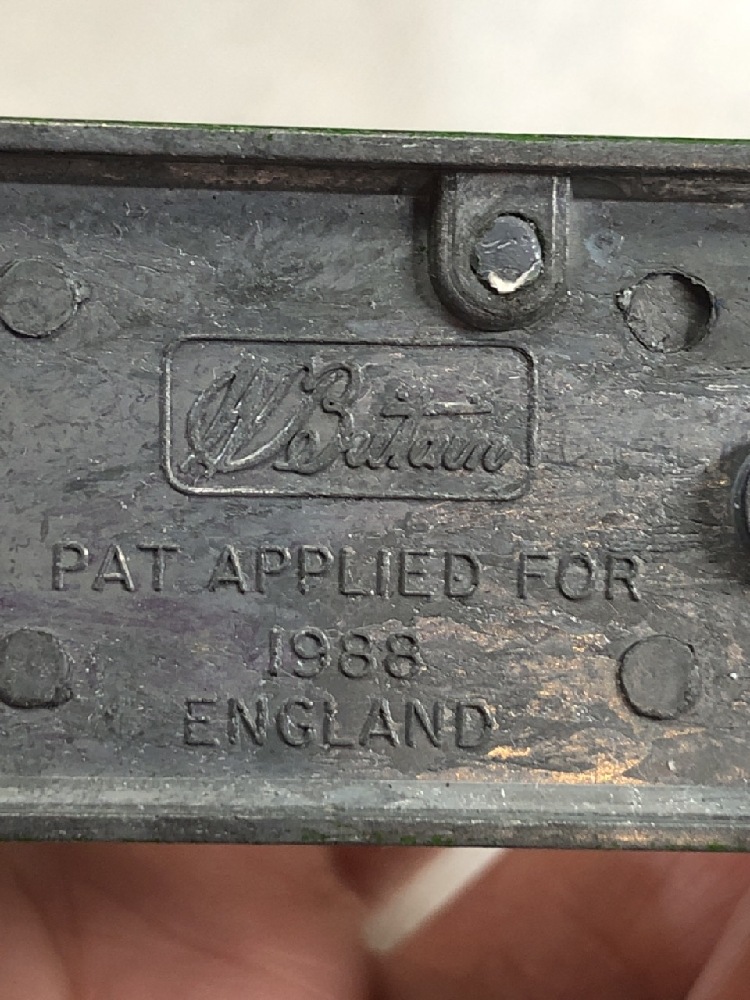 W Britain
PAT APPLIED FOR
1988
ENGLAND